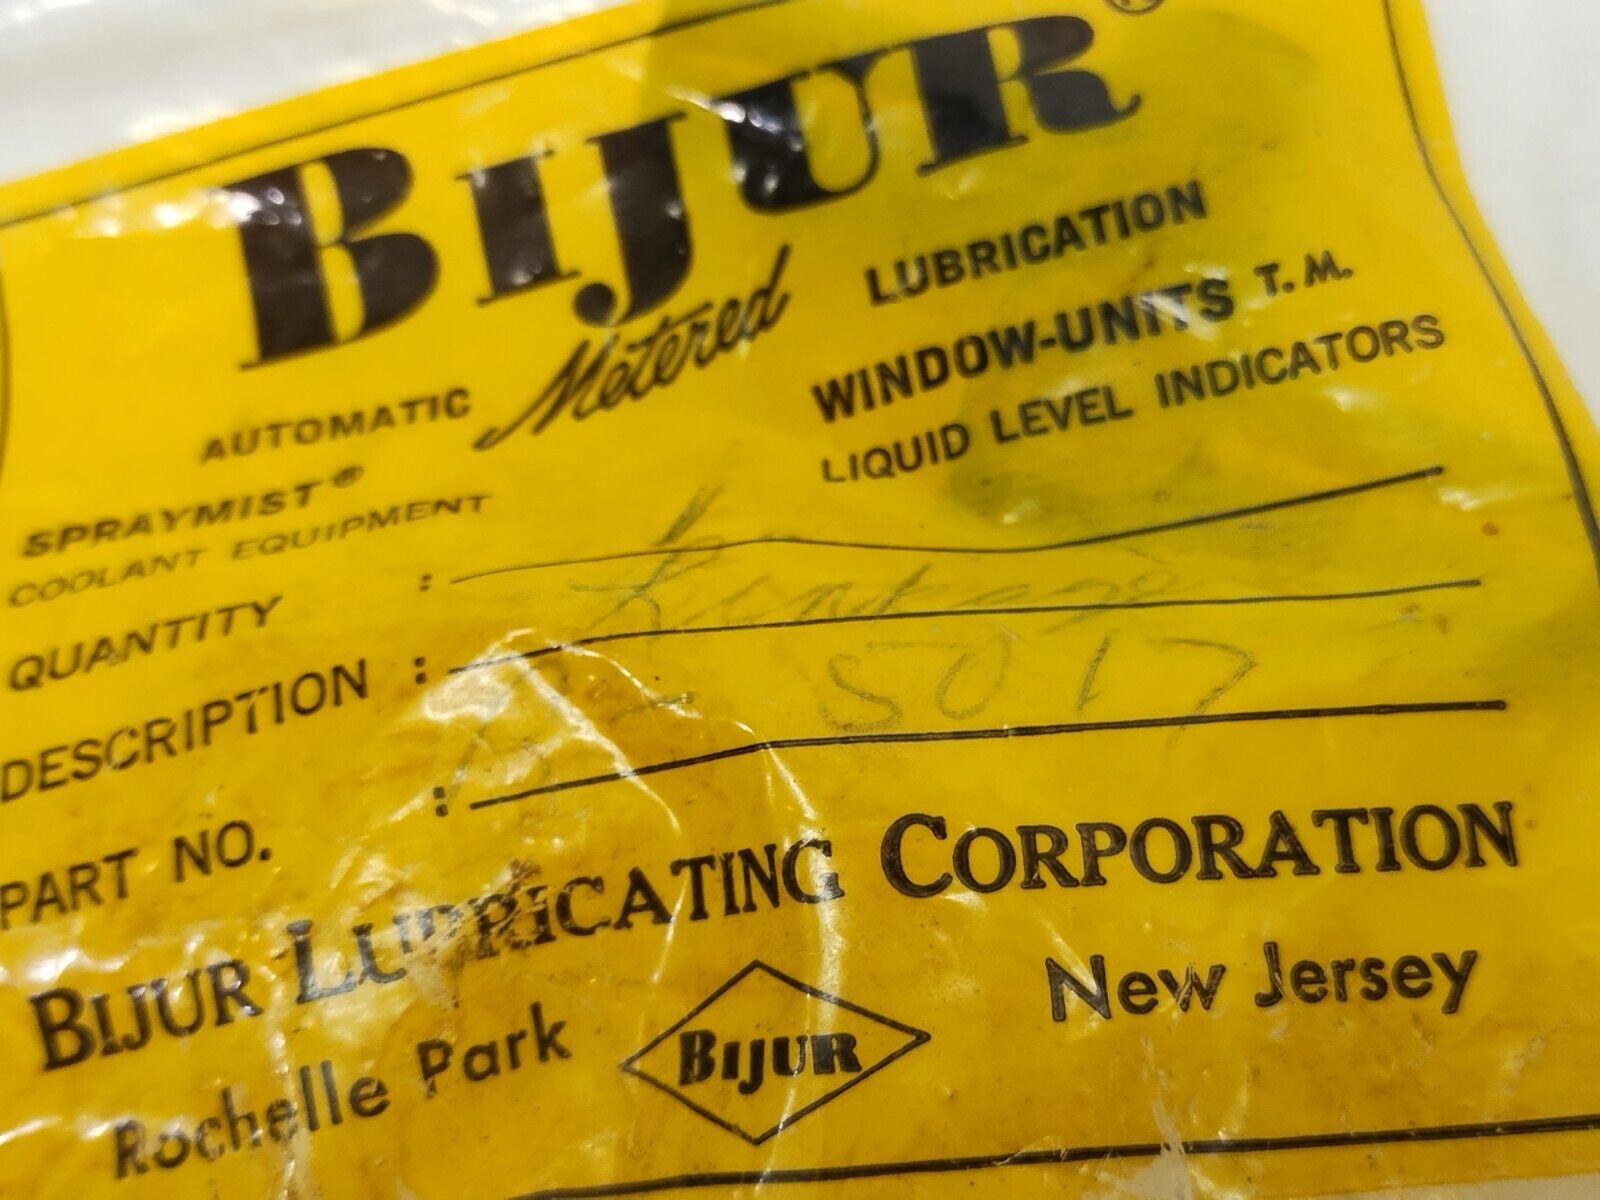 BIJUR®
AUTOMATIC Metered LUBRICATION
SPRAYMIST® WINDOW-UNITS T.M.
COOLANT EQUIPMENT LIQUID LEVEL INDICATORS
QUANTITY :
DESCRIPTION :
PART NO. : 5017
BIJUR LUBRICATING CORPORATION
Rochelle Park BIJUR New Jersey